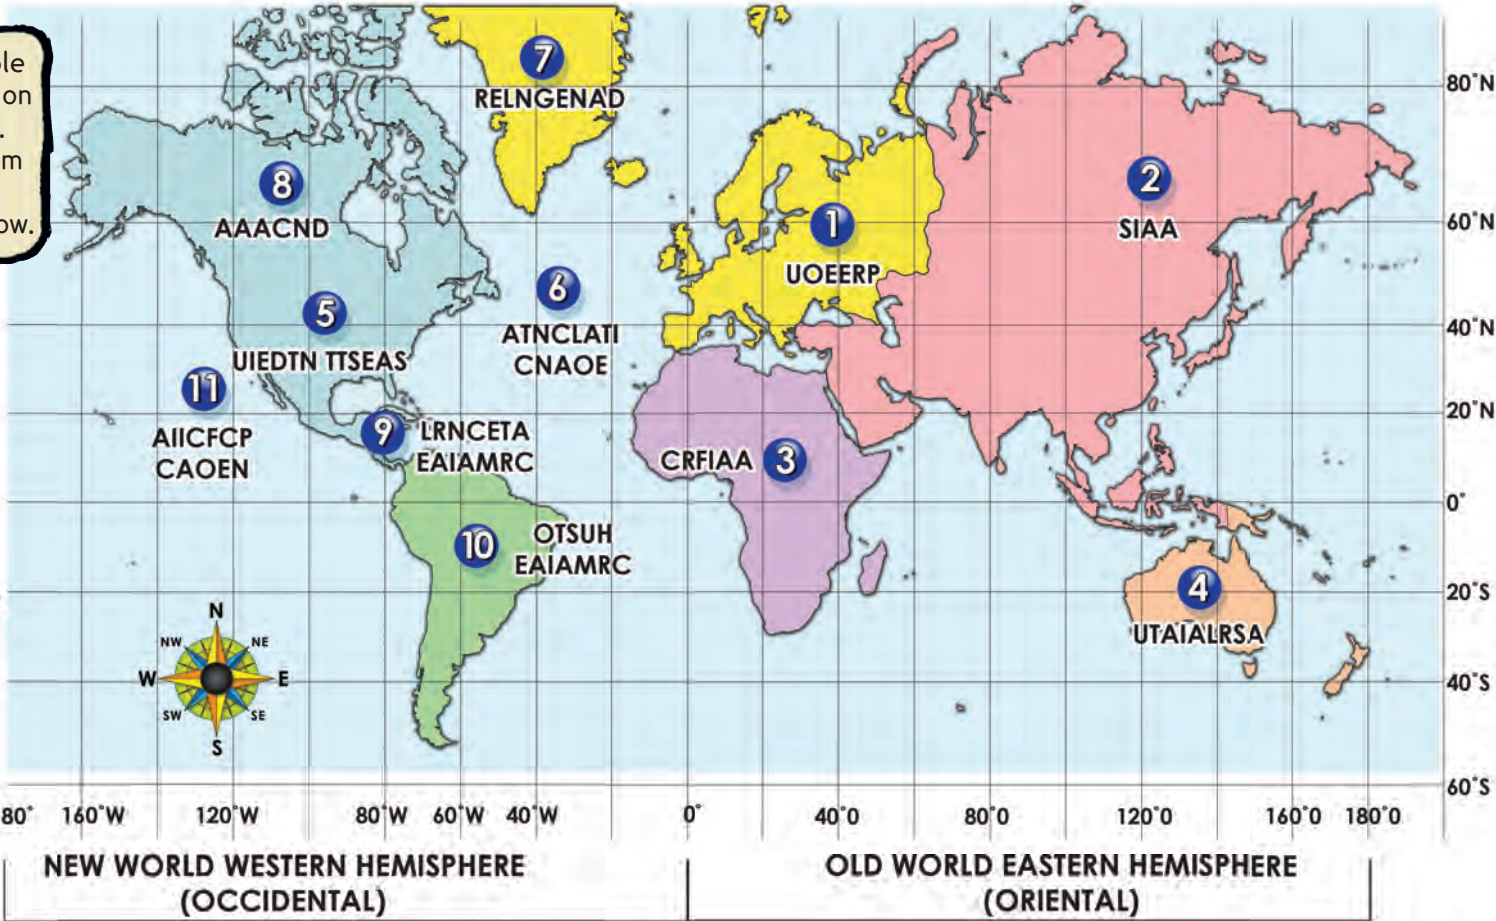 on
.
ow.
7
RELNGENAD
80°N
8
AAACND
2
SIAA
1
UOEERP
60°N
6
ATNCLATI
CNAOE
5
UIEDTN TTSEAS
40°N
11
AIICFCP
CAOEN
9
LRNCETA
EAIAMRC
CRFIAA
3
20°N
0°
10
OTSUH
EAIAMRC
4
UTAIALRSA
20°S
N
NW
NE
W
E
SW
SE
S
40°S
60°S
80°
160°W
120°W
80°W
60°W
40°W
0°
40°0
80°0
120°0
160°0
180°0
NEW WORLD WESTERN HEMISPHERE
(OCCIDENTAL)
OLD WORLD EASTERN HEMISPHERE
(ORIENTAL)